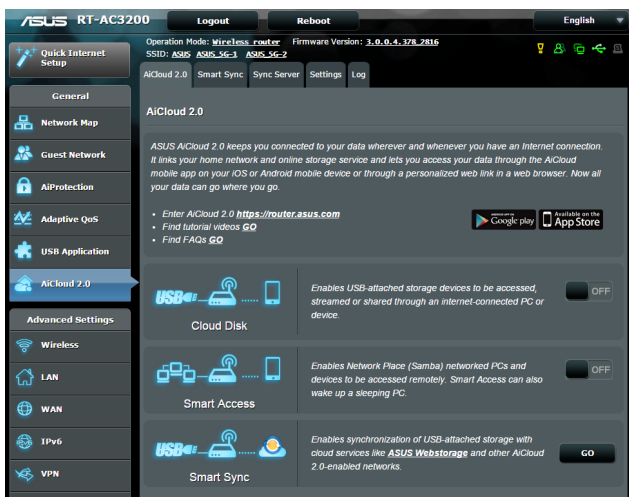 ASUS RT-AC3200 Logout Reboot English
Operation Mode: Wireless router Firmware Version: 3.0.0.4.378_2816
SSID: ASUS ASUS_5G-1 ASUS_5G-2
Quick Internet
Setup
AiCloud 2.0 Smart Sync Sync Server Settings Log
General
Network Map
Guest Network
AiProtection
Adaptive QoS
USB Application
AiCloud 2.0
Advanced Settings
Wireless
LAN
WAN
IPv6
VPN
AiCloud 2.0
ASUS AiCloud 2.0 keeps you connected to your data wherever and whenever you have an Internet connection.
It links your home network and online storage service and lets you access your data through the AiCloud
mobile app on your iOS or Android mobile device or through a personalized web link in a web browser. Now all
your data can go where you go.
• Enter AiCloud 2.0 https://router.asus.com
• Find tutorial videos GO
• Find FAQs GO
ANDROID APP ON
Google play
Available on the
App Store
USB
Cloud Disk
Enables USB-attached storage devices to be accessed,
streamed or shared through an internet-connected PC or
device.
OFF
Smart Access
Enables Network Place (Samba) networked PCs and
devices to be accessed remotely. Smart Access can also
wake up a sleeping PC.
OFF
USB
Smart Sync
Enables synchronization of USB-attached storage with
cloud services like ASUS Webstorage and other AiCloud
2.0-enabled networks.
GO